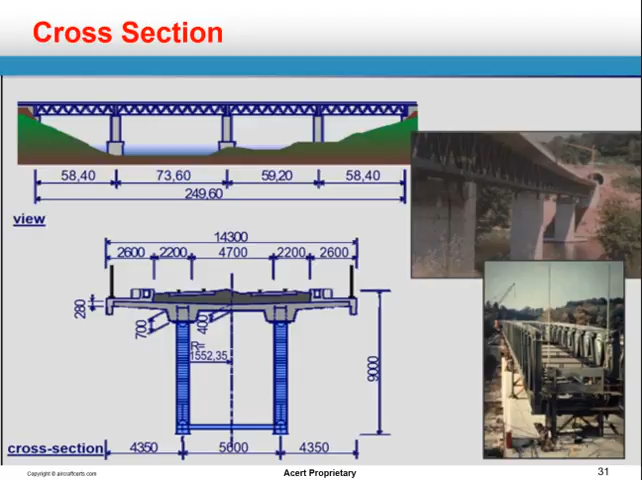 Cross Section
58,40 73,60 59,20 58,40
249,60
view
14300
2600 2200 4700 2200 2600
280
700
400
R=
1552,35
9000
cross-section 4350 5600 4350
Copyright © aircraftcerts.com
Acert Proprietary
31